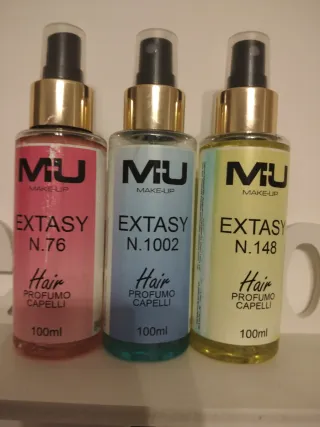 MU
MAKE-UP
EXTASY
N.76
Hair
PROFUMO
CAPELLI
100ml
MU
MAKE-UP
EXTASY
N.1002
Hair
PROFUMO
CAPELLI
100ml
MU
MAKE-UP
EXTASY
N.148
Hair
PROFUMO
CAPELLI
100ml